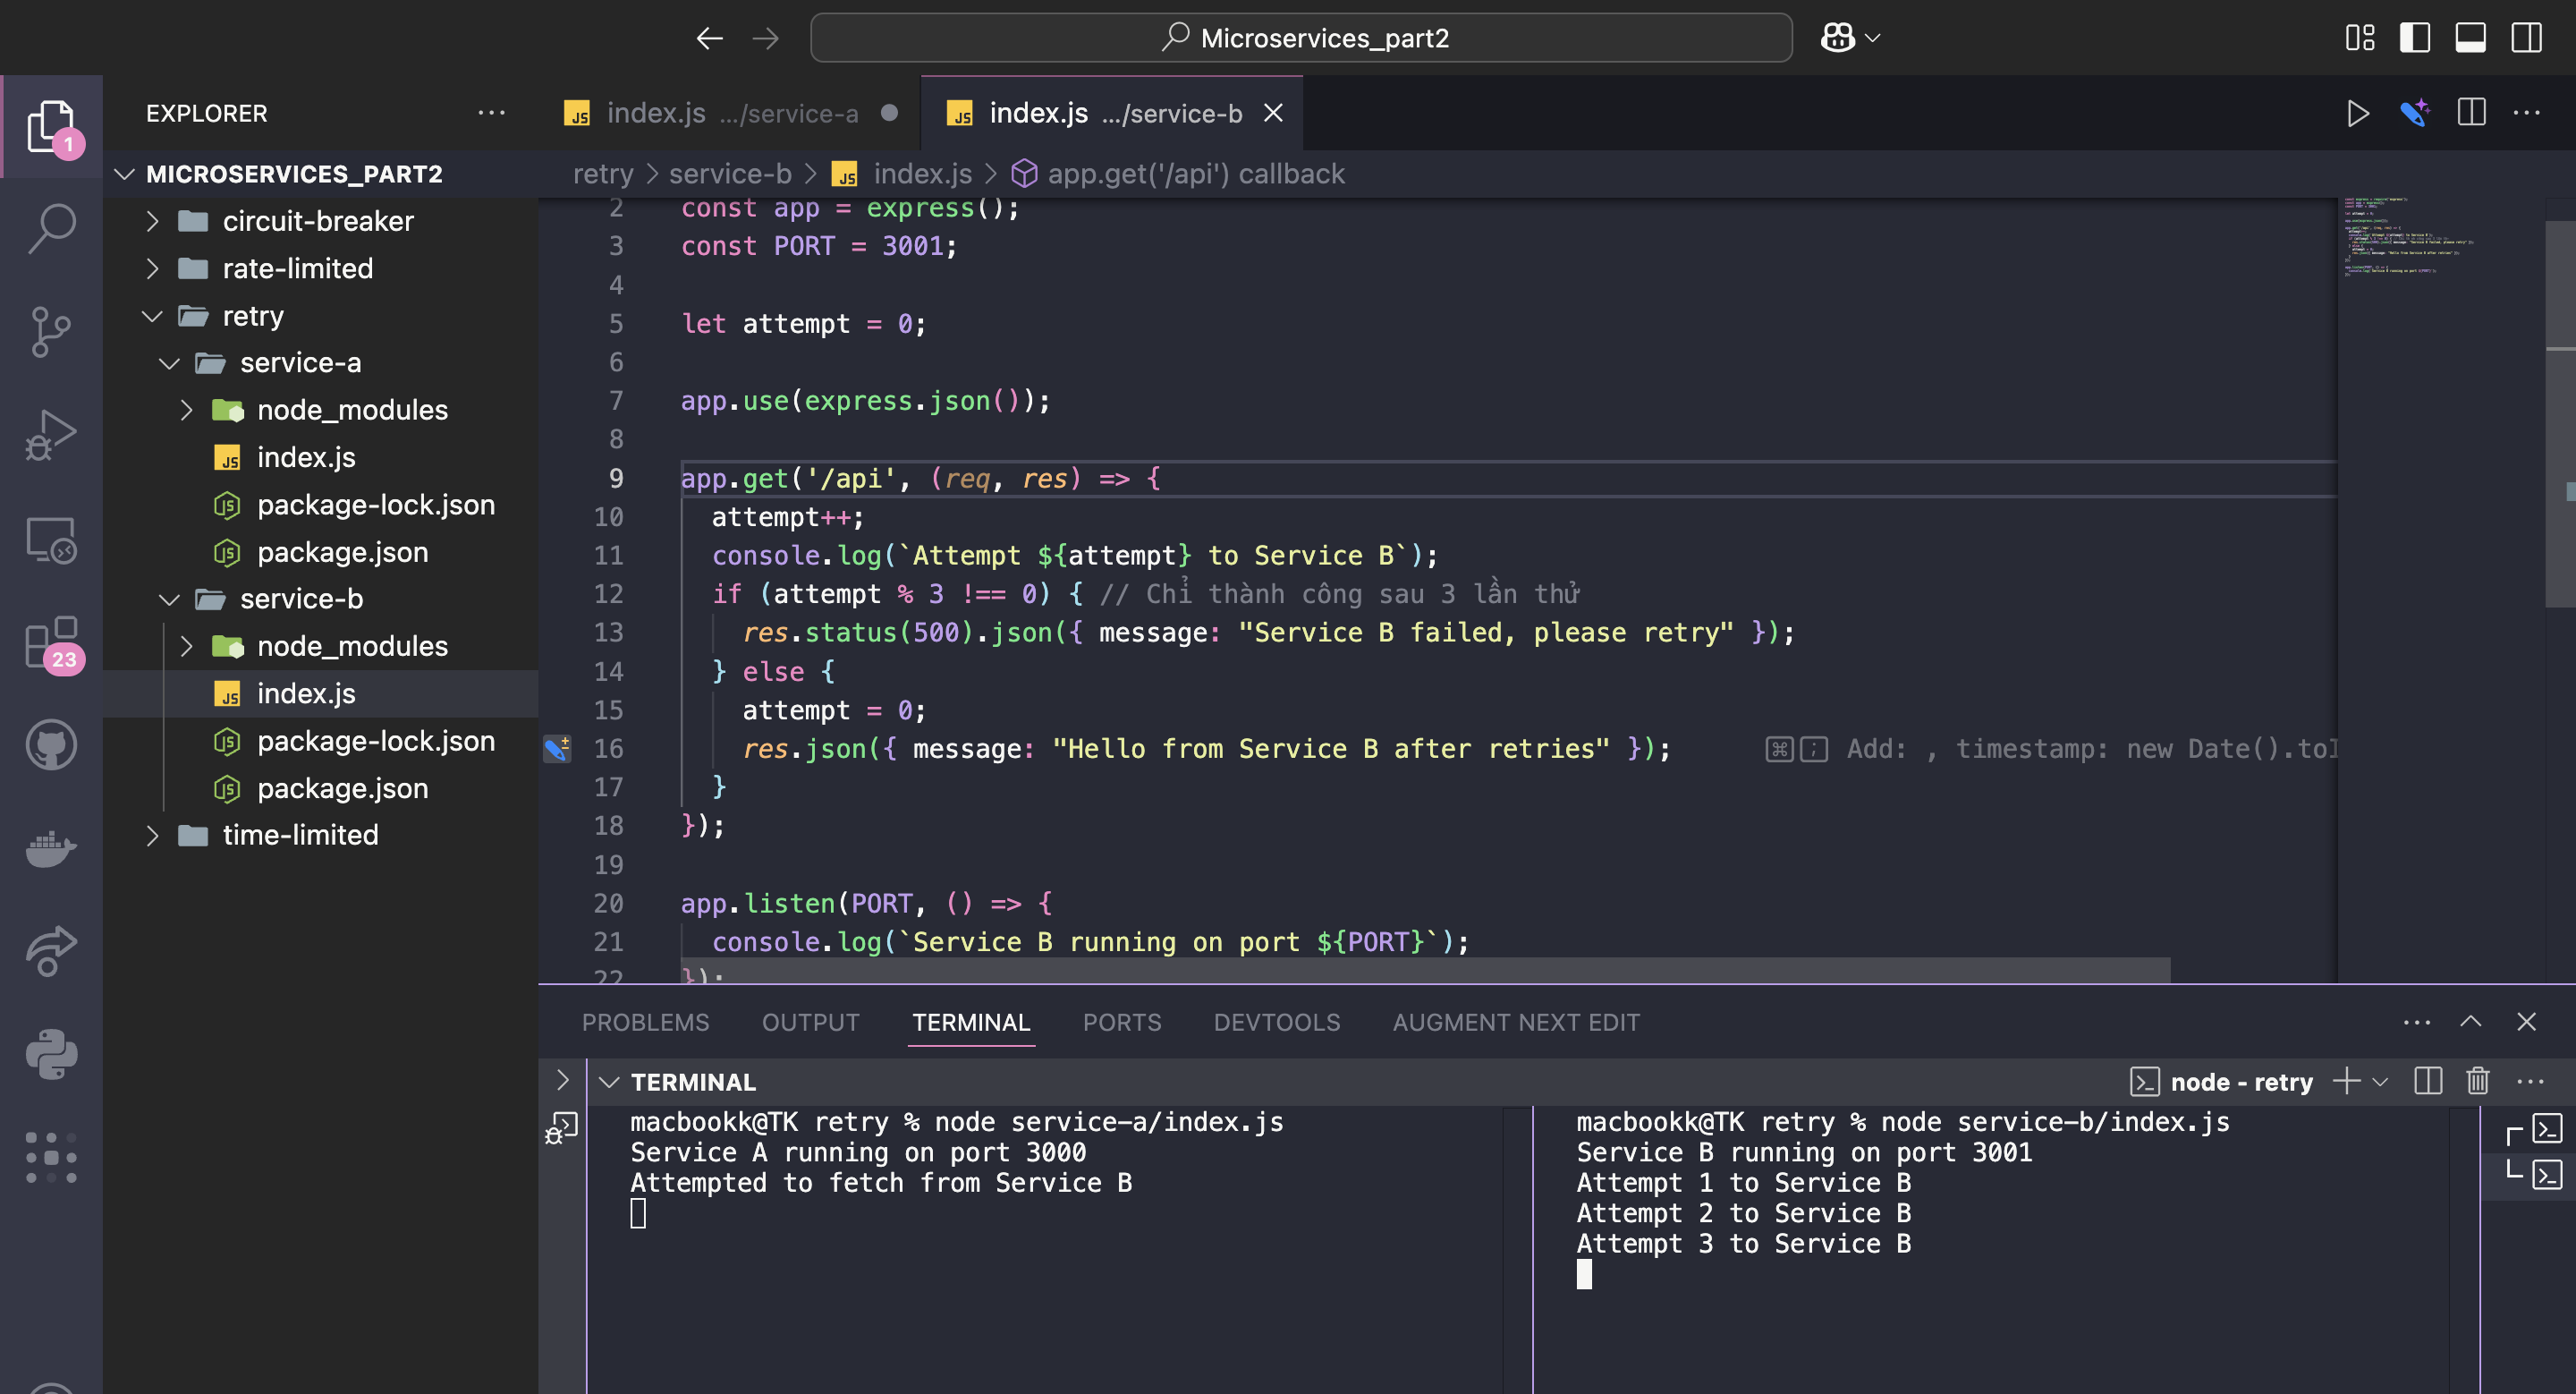 Microservices_part2
EXPLORER
index.js .../service-a
index.js .../service-b
MICROSERVICES_PART2
retry > service-b > index.js > app.get('/api') callback
circuit-breaker
rate-limited
retry
service-a
node_modules
index.js
package-lock.json
package.json
service-b
node_modules
index.js
package-lock.json
package.json
time-limited
1
23
2 const app = express();
3 const PORT = 3001;
4
5 let attempt = 0;
6
7 app.use(express.json());
8
9 app.get('/api', (req, res) => {
10 attempt++;
11 console.log(`Attempt ${attempt} to Service B`);
12 if (attempt % 3 !== 0) { // Chỉ thành công sau 3 lần thử
13 res.status(500).json({ message: "Service B failed, please retry" });
14 } else {
15 attempt = 0;
16 res.json({ message: "Hello from Service B after retries" }); ⌘ ; Add: , timestamp: new Date().toI
17 }
18 });
19
20 app.listen(PORT, () => {
21 console.log(`Service B running on port ${PORT}`);
22 });
PROBLEMS OUTPUT TERMINAL PORTS DEVTOOLS AUGMENT NEXT EDIT
TERMINAL
node - retry
macbookk@TK retry % node service-a/index.js
Service A running on port 3000
Attempted to fetch from Service B
macbookk@TK retry % node service-b/index.js
Service B running on port 3001
Attempt 1 to Service B
Attempt 2 to Service B
Attempt 3 to Service B